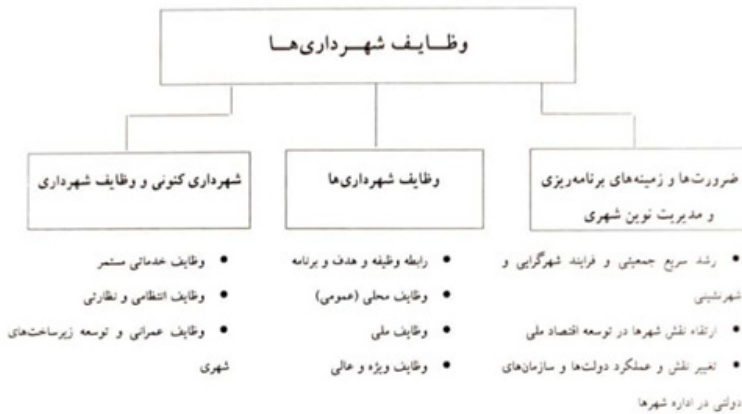 وظـــایــف شهـــرداری‌هـــا
ضرورت‌ها و زمینه‌های برنامه‌ریزی
و مدیریت نوین شهری
• رشد سریع جمعیتی و فرایند شهرگرایی و
شهرنشینی
• ارتقاء نقش شهرها در توسعه اقتصاد ملی
• تغییر نقش و عملکرد دولت‌ها و سازمان‌های
دولتی در اداره شهرها
وظایف شهرداری‌ها
• رابطه وظیفه و هدف و برنامه
• وظایف محلی (عمومی)
• وظایف ملی
• وظایف ویژه و عالی
شهرداری کنونی و وظایف شهرداری
• وظایف خدماتی مستمر
• وظایف انتظامی و نظارتی
• وظایف عمرانی و توسعه زیرساخت‌های
شهری